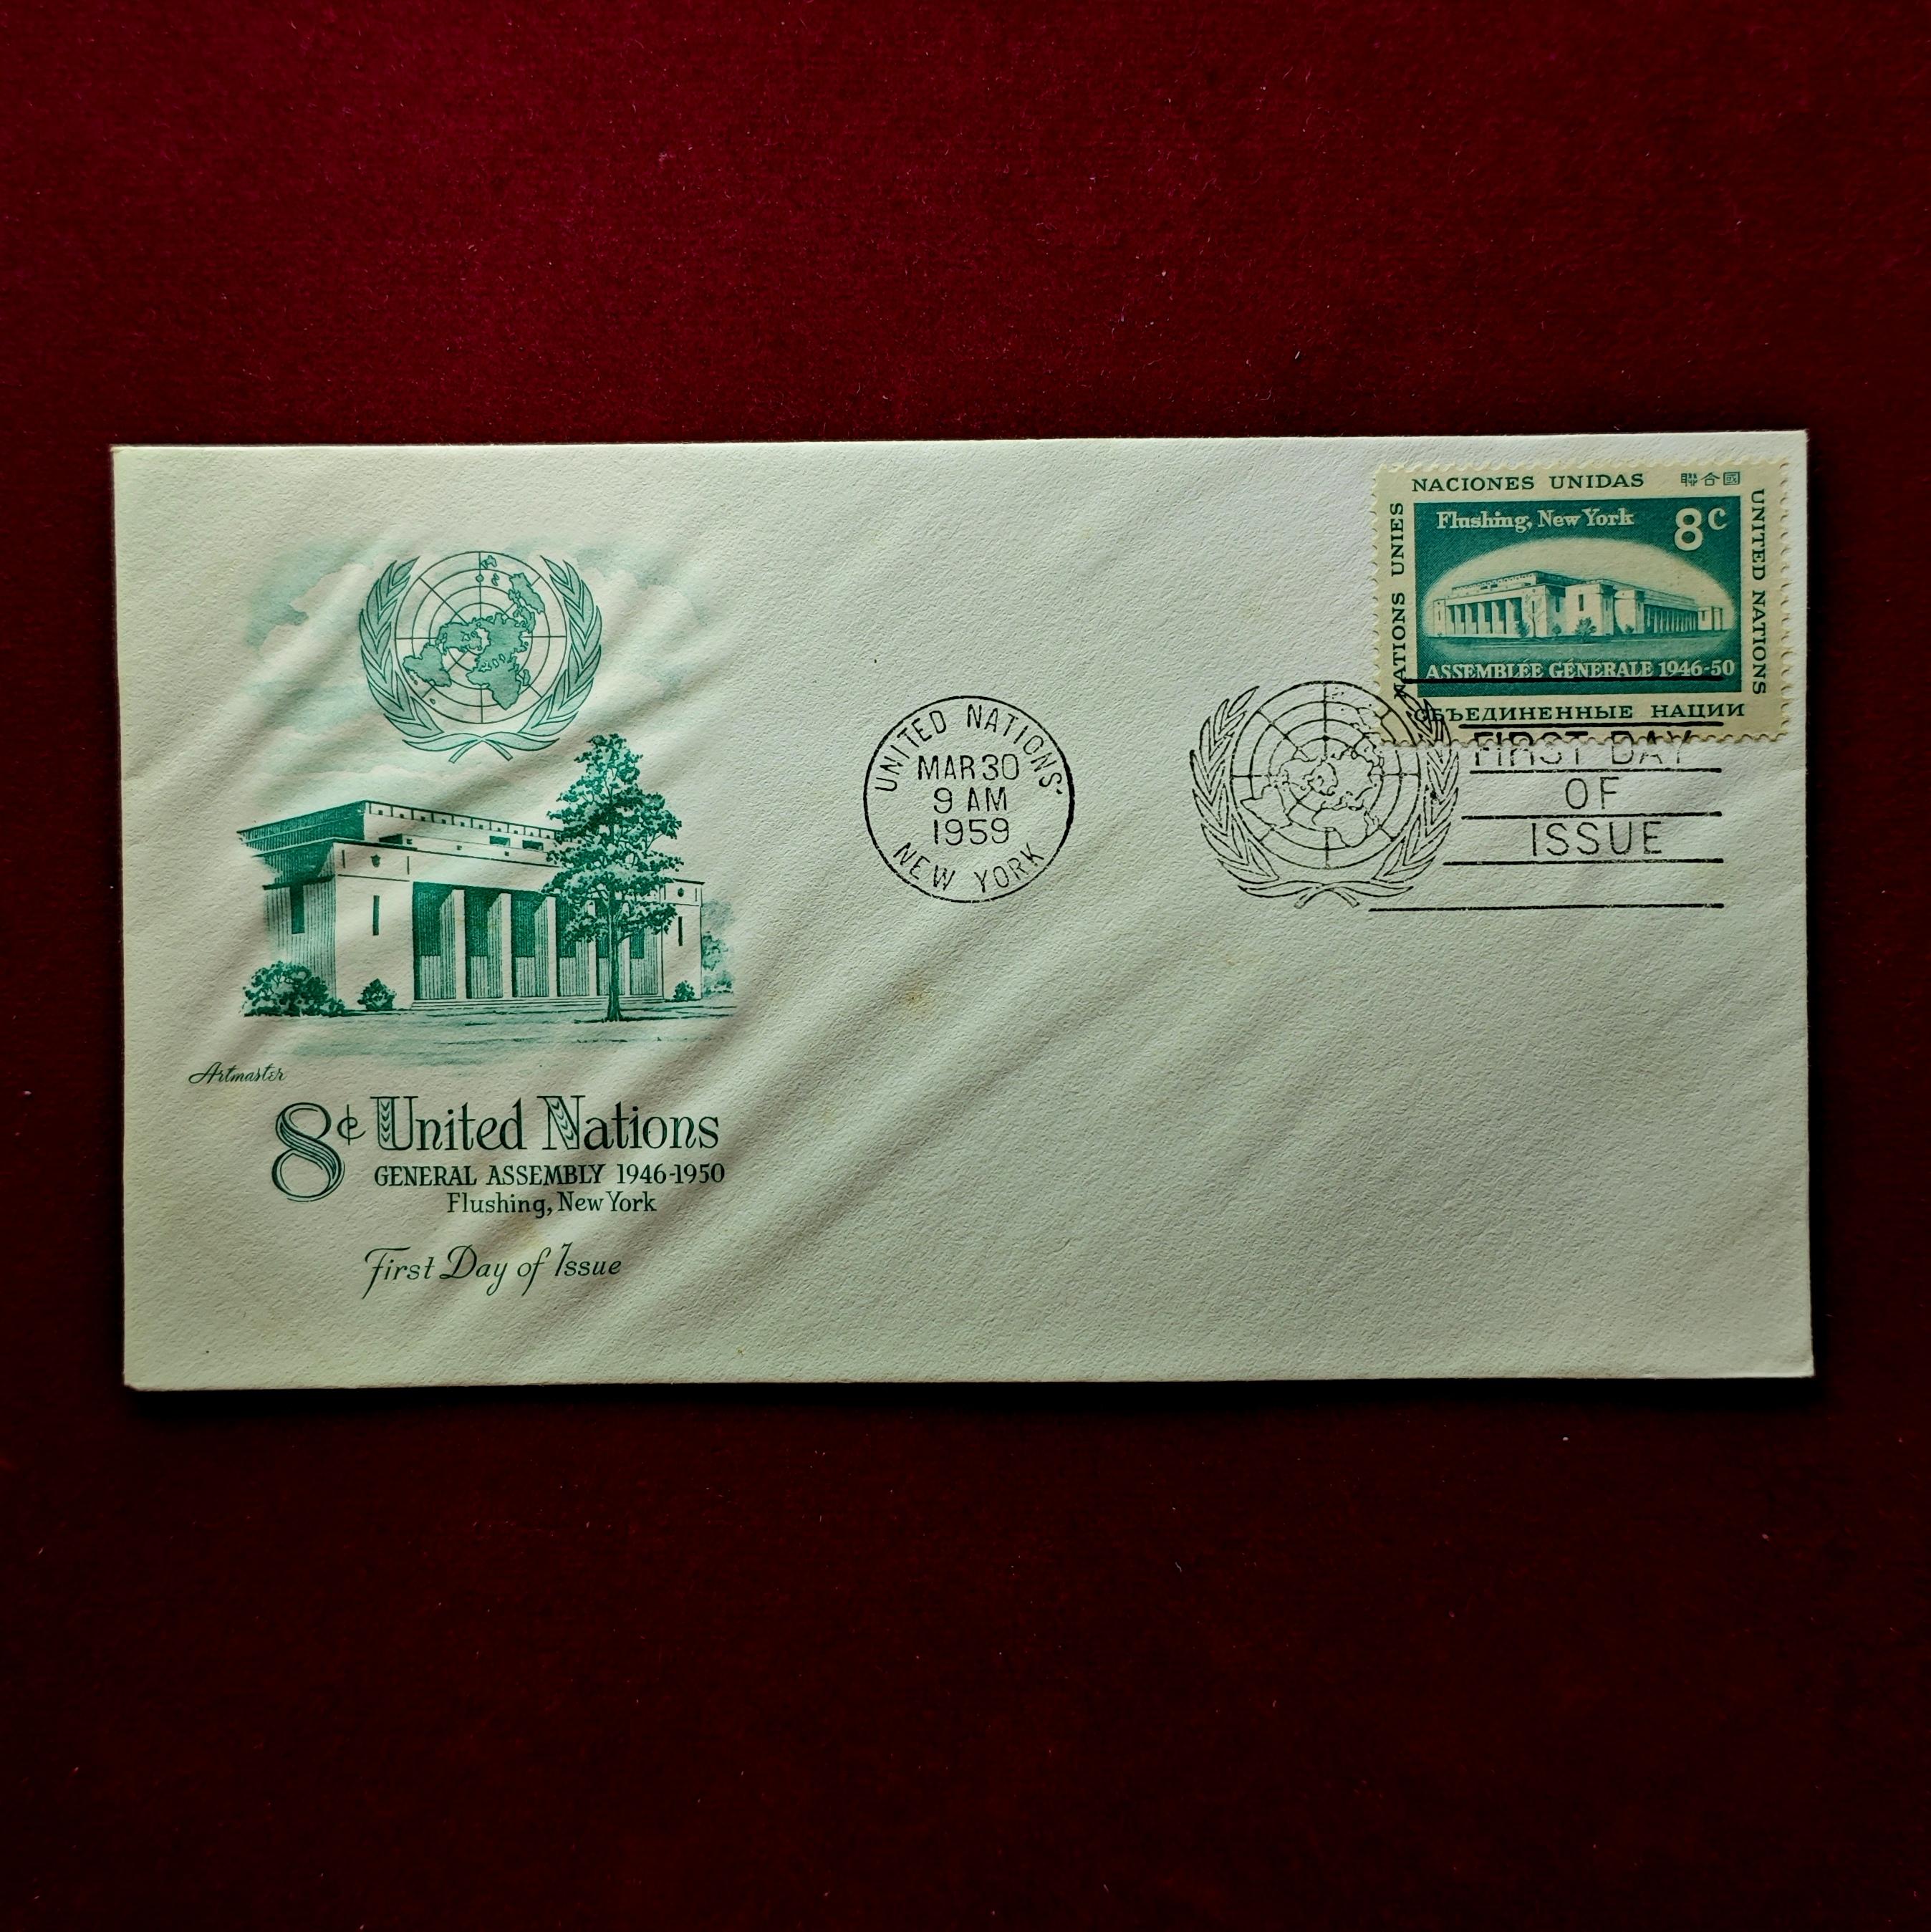 NACIONES UNIDAS 聯合國
NATIONS UNIES
UNITED NATIONS
Flushing, New York 8c
ASSEMBLÉE GÉNÉRALE 1946-50
ОБЪЕДИНЕННЫЕ НАЦИИ
UNITED NATIONS
MAR 30
9 AM
1959
NEW YORK
FIRST DAY
OF
ISSUE
Artmaster
8¢ United Nations
GENERAL ASSEMBLY 1946-1950
Flushing, New York
First Day of Issue